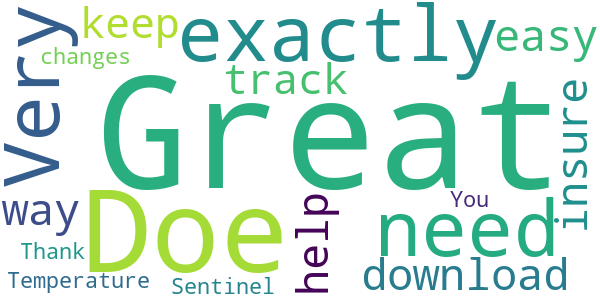 keep
exactly
easy
changes
Very
track
Great
insure
way
Doe
help
You
need
Thank
download
Temperature
Sentinel